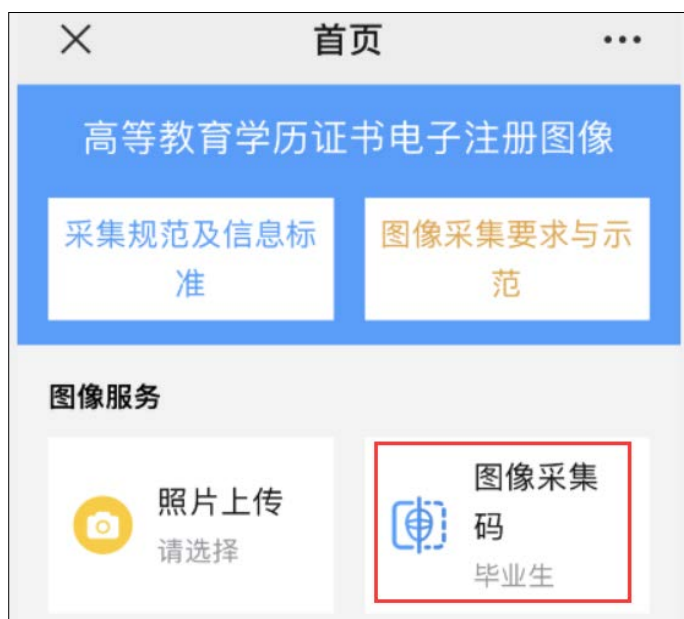 首页
高等教育学历证书电子注册图像
采集规范及信息标
准
图像采集要求与示
范
图像服务
照片上传
请选择
图像采集
码
毕业生